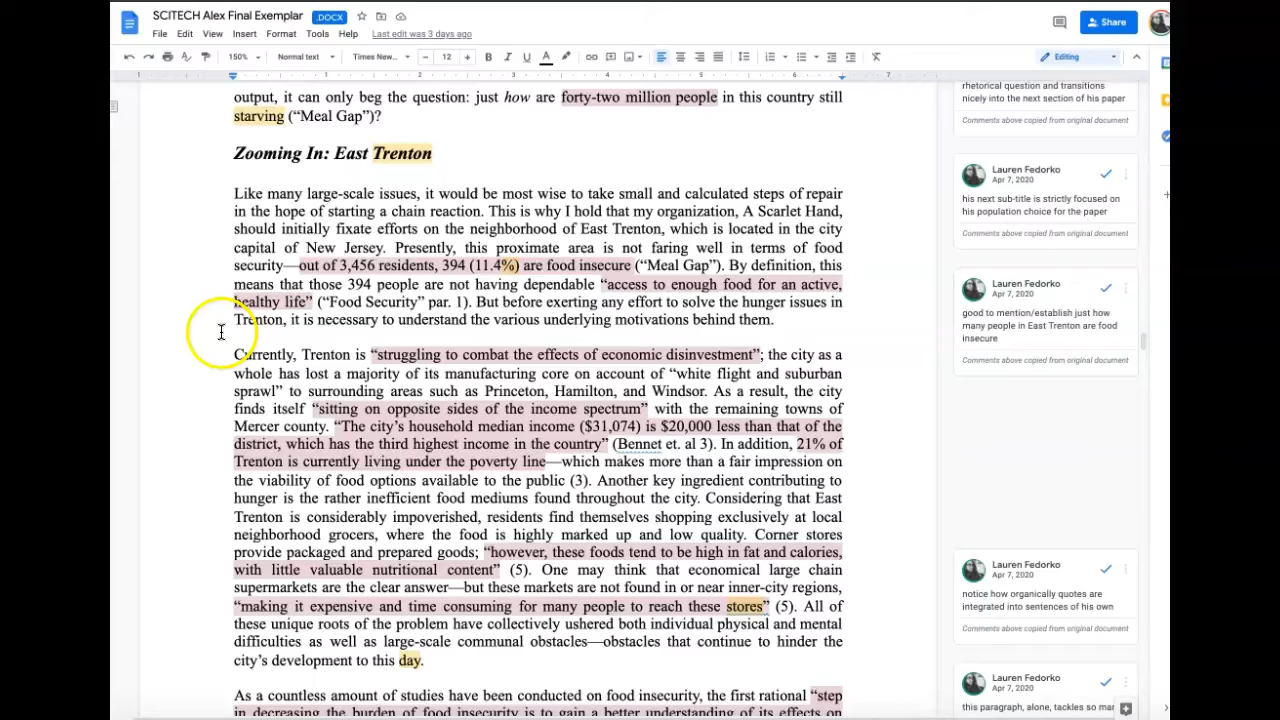 SCITECH Alex Final Exemplar .DOCX
File Edit View Insert Format Tools Help Last edit was 3 days ago
Share
150% Normal text Times New... 12 Editing
1 2 3 4 5 6 7
output, it can only beg the question: just how are forty-two million people in this country still
starving (“Meal Gap”)?
Zooming In: East Trenton
Like many large-scale issues, it would be most wise to take small and calculated steps of repair
in the hope of starting a chain reaction. This is why I hold that my organization, A Scarlet Hand,
should initially fixate efforts on the neighborhood of East Trenton, which is located in the city
capital of New Jersey. Presently, this proximate area is not faring well in terms of food
security—out of 3,456 residents, 394 (11.4%) are food insecure (“Meal Gap”). By definition, this
means that those 394 people are not having dependable “access to enough food for an active,
healthy life” (“Food Security” par. 1). But before exerting any effort to solve the hunger issues in
Trenton, it is necessary to understand the various underlying motivations behind them.
Currently, Trenton is “struggling to combat the effects of economic disinvestment”; the city as a
whole has lost a majority of its manufacturing core on account of “white flight and suburban
sprawl” to surrounding areas such as Princeton, Hamilton, and Windsor. As a result, the city
finds itself “sitting on opposite sides of the income spectrum” with the remaining towns of
Mercer county. “The city’s household median income ($31,074) is $20,000 less than that of the
district, which has the third highest income in the country” (Bennet et. al 3). In addition, 21% of
Trenton is currently living under the poverty line—which makes more than a fair impression on
the viability of food options available to the public (3). Another key ingredient contributing to
hunger is the rather inefficient food mediums found throughout the city. Considering that East
Trenton is considerably impoverished, residents find themselves shopping exclusively at local
neighborhood grocers, where the food is highly marked up and low quality. Corner stores
provide packaged and prepared goods; “however, these foods tend to be high in fat and calories,
with little valuable nutritional content” (5). One may think that economical large chain
supermarkets are the clear answer—but these markets are not found in or near inner-city regions,
“making it expensive and time consuming for many people to reach these stores” (5). All of
these unique roots of the problem have collectively ushered both individual physical and mental
difficulties as well as large-scale communal obstacles—obstacles that continue to hinder the
city’s development to this day.
As a countless amount of studies have been conducted on food insecurity, the first rational “step
in decreasing the burden of food insecurity is to gain a better understanding of its effects on
rhetorical question and transitions
nicely into the next section of his paper
Comments above copied from original document
Lauren Fedorko
Apr 7, 2020
his next sub-title is strictly focused on
his population choice for the paper
Comments above copied from original document
Lauren Fedorko
Apr 7, 2020
good to mention/establish just how
many people in East Trenton are food
insecure
Comments above copied from original document
Lauren Fedorko
Apr 7, 2020
notice how organically quotes are
integrated into sentences of his own
Comments above copied from original document
Lauren Fedorko
Apr 7, 2020
this paragraph, alone, tackles so